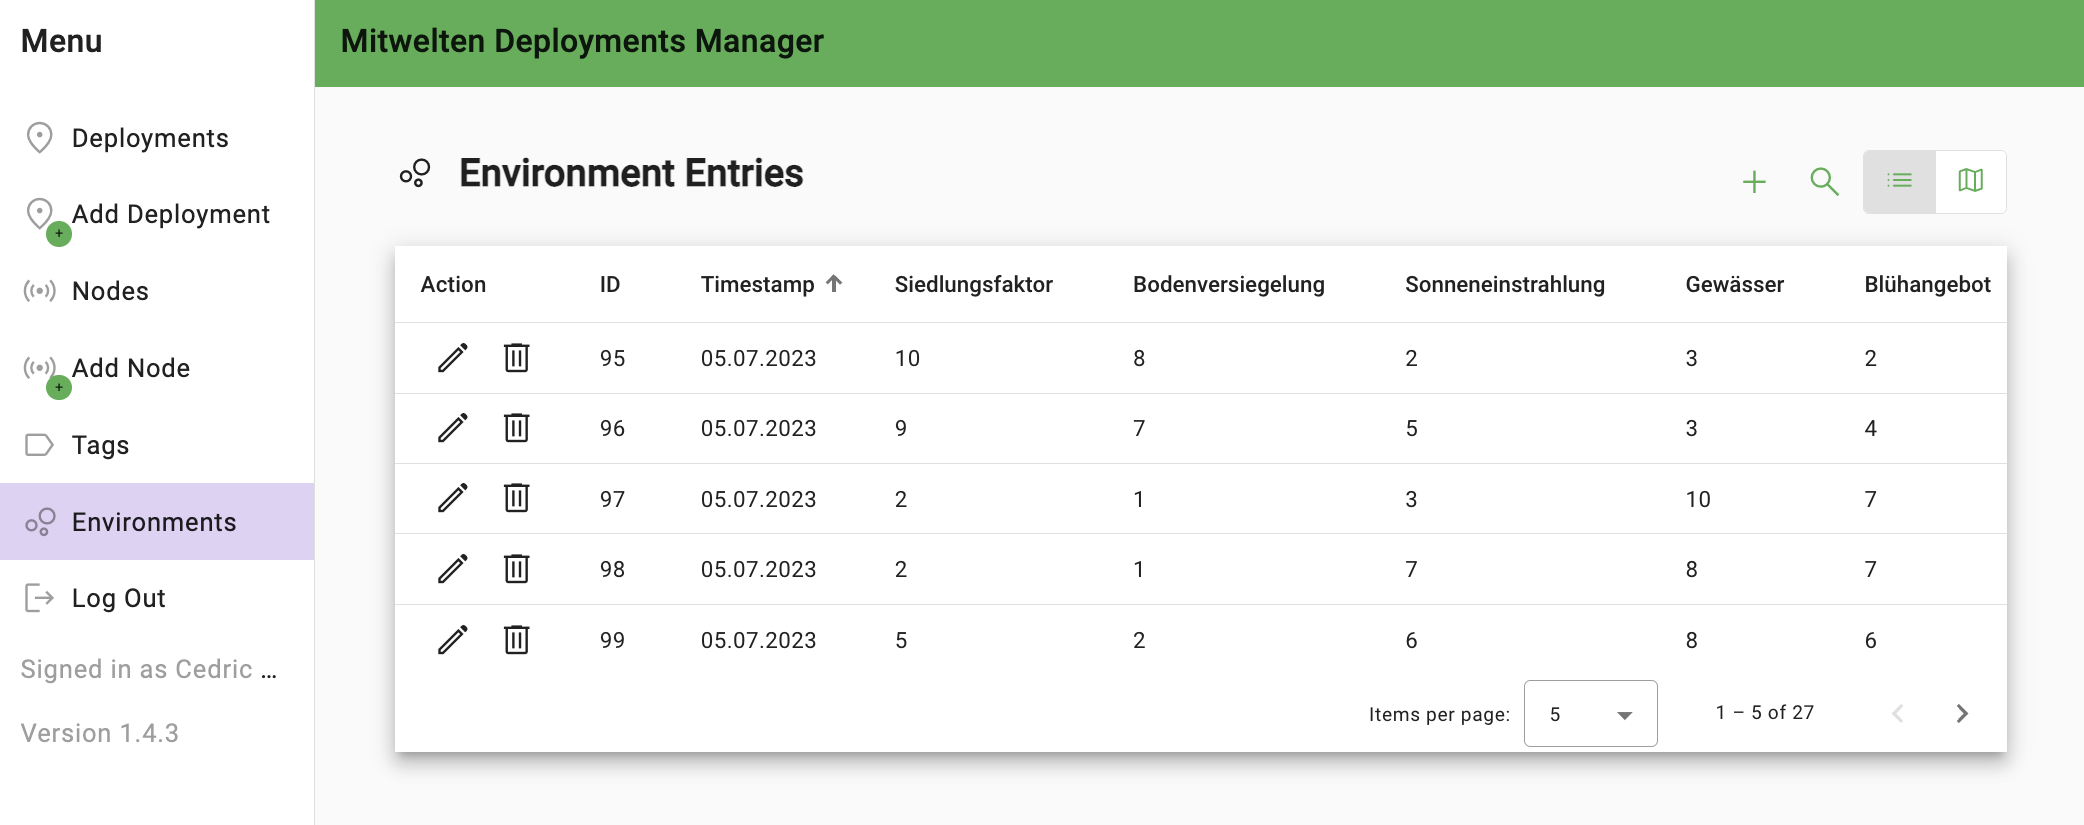 Menu
Mitwelten Deployments Manager
Deployments
Add Deployment
Nodes
Add Node
Tags
Environments
Log Out
Signed in as Cedric ...
Version 1.4.3
Environment Entries
Action ID Timestamp Siedlungsfaktor Bodenversiegelung Sonneneinstrahlung Gewässer Blühangebot
95 05.07.2023 10 8 2 3 2
96 05.07.2023 9 7 5 3 4
97 05.07.2023 2 1 3 10 7
98 05.07.2023 2 1 7 8 7
99 05.07.2023 5 2 6 8 6
Items per page: 5 1 – 5 of 27